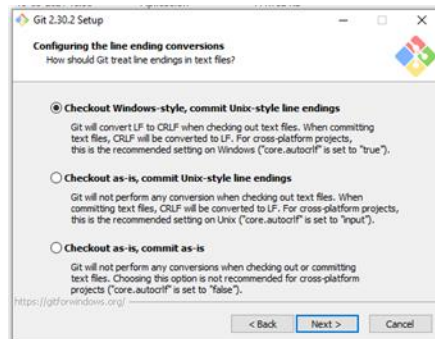 Git 2.30.2 Setup
Configuring the line ending conversions
How should Git treat line endings in text files?
Checkout Windows-style, commit Unix-style line endings
Git will convert LF to CRLF when checking out text files. When committing
text files, CRLF will be converted to LF. For cross-platform projects,
this is the recommended setting on Windows ("core.autocrlf" is set to "true").
Checkout as-is, commit Unix-style line endings
Git will not perform any conversion when checking out text files. When
committing text files, CRLF will be converted to LF. For cross-platform projects,
this is the recommended setting on Unix ("core.autocrlf" is set to "input").
Checkout as-is, commit as-is
Git will not perform any conversions when checking out or committing
text files. Choosing this option is not recommended for cross-platform
projects ("core.autocrlf" is set to "false").
https://gitforwindows.org/
< Back Next > Cancel